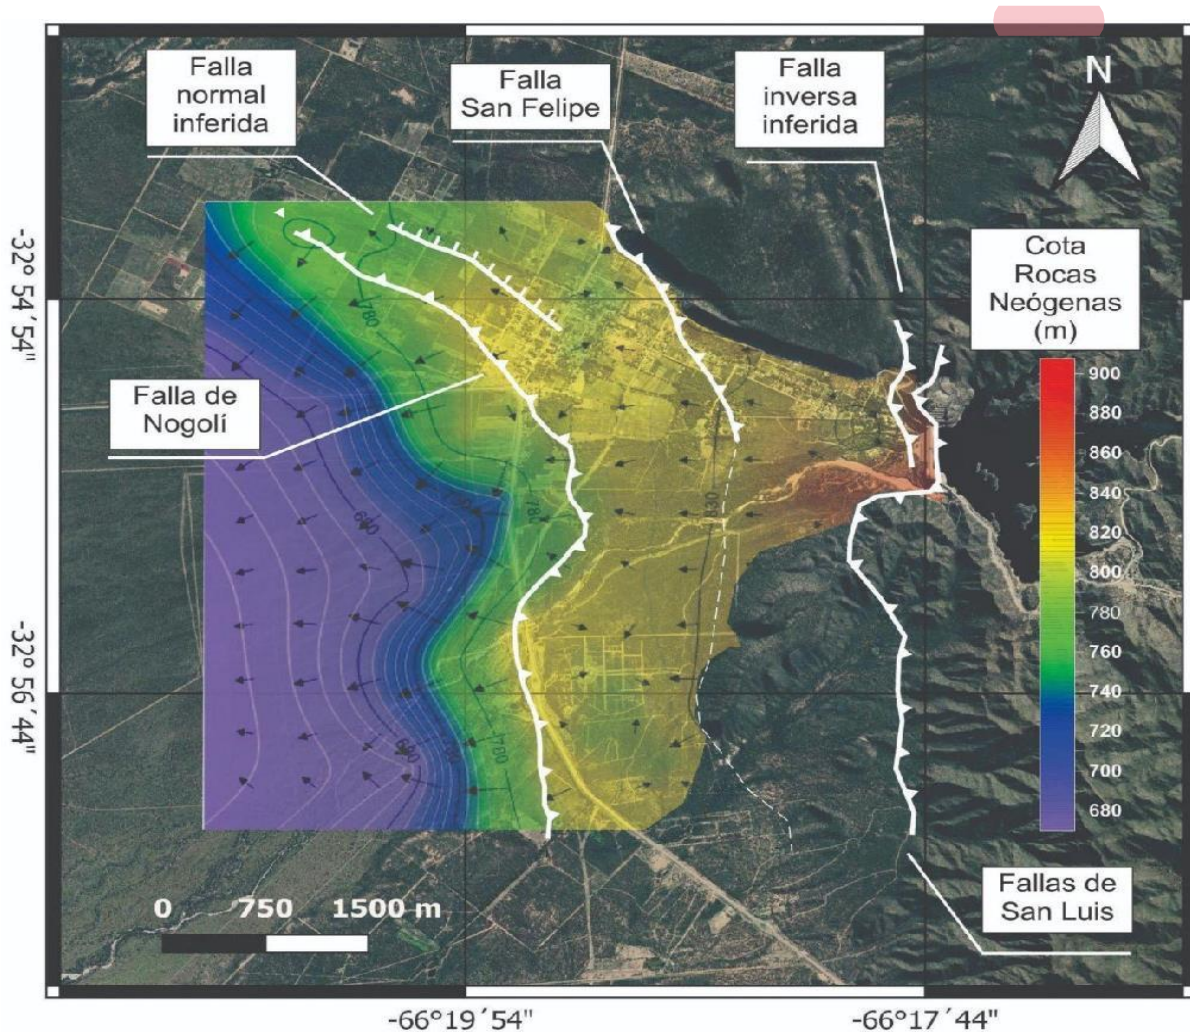 Falla
normal
inferida
Falla
San Felipe
Falla
inversa
inferida
N
-32° 54´54"
Cota
Rocas
Neógenas
(m)
900
880
860
840
820
800
780
760
740
720
700
680
780
Falla de
Nogolí
830
780
680
-32° 56´44"
680
780
0 750 1500 m
Fallas de
San Luis
-66°19´54"
-66°17´44"